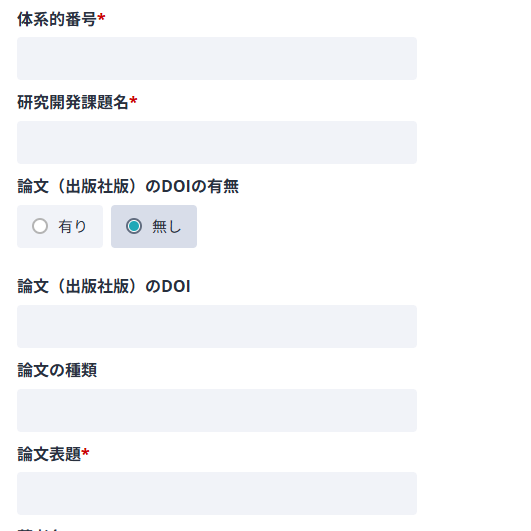 体系的番号*
研究開発課題名*
論文（出版社版）のDOIの有無
有り 無し
論文（出版社版）のDOI
論文の種類
論文表題*